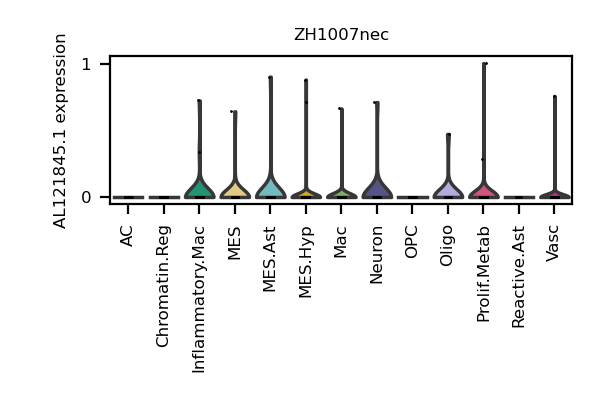 ZH1007nec
AL121845.1 expression
1
0
AC
Chromatin.Reg
Inflammatory.Mac
MES
MES.Ast
MES.Hyp
Mac
Neuron
OPC
Oligo
Prolif.Metab
Reactive.Ast
Vasc